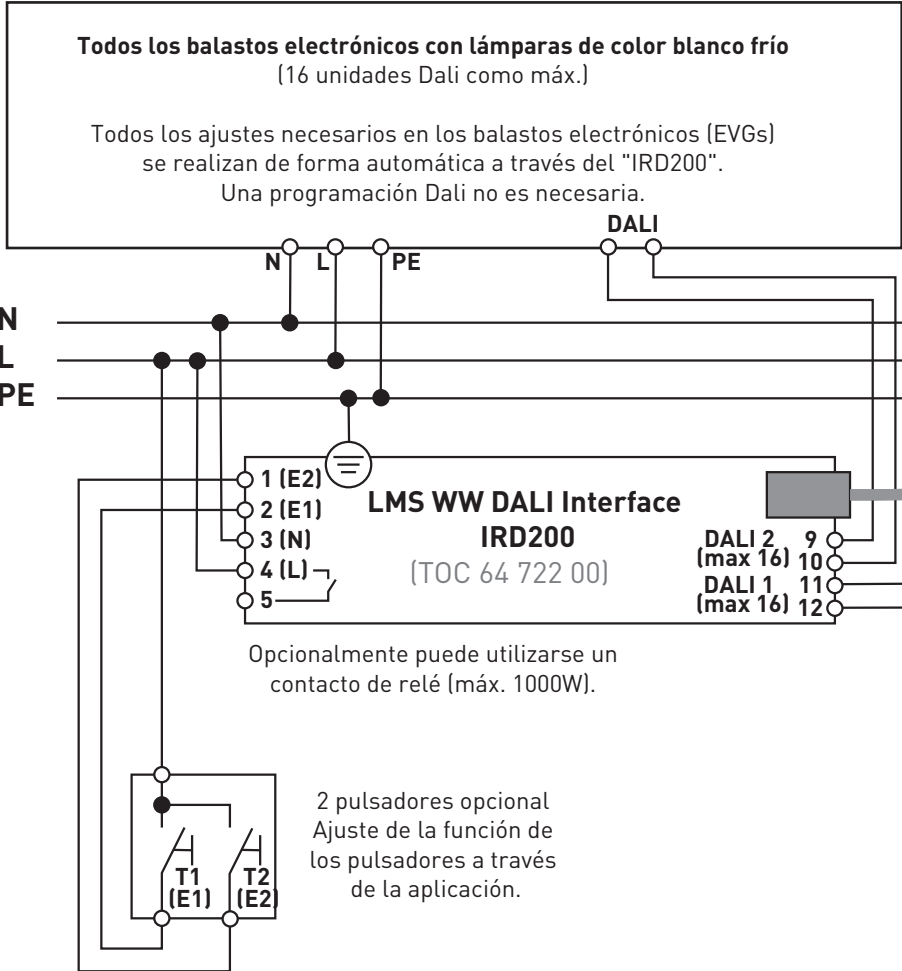 Todos los balastos electrónicos con lámparas de color blanco frío
(16 unidades Dali como máx.)
Todos los ajustes necesarios en los balastos electrónicos (EVGs)
se realizan de forma automática a través del "IRD200".
Una programación Dali no es necesaria.
DALI
N L PE
N
L
PE
1 (E2)
2 (E1)
3 (N)
4 (L)
5
LMS WW DALI Interface
IRD200
(TOC 64 722 00)
DALI 2 9
(max 16) 10
DALI 1 11
(max 16) 12
Opcionalmente puede utilizarse un
contacto de relé (máx. 1000W).
2 pulsadores opcional
Ajuste de la función de
los pulsadores a través
de la aplicación.
T1 T2
(E1) (E2)